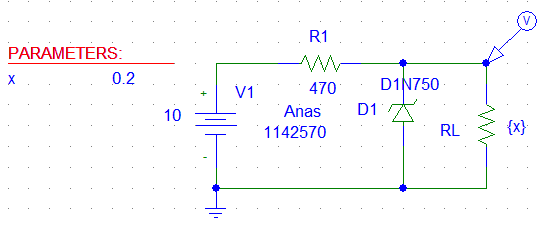 PARAMETERS:
x 0.2
R1
470
V
V1
10
+
-
Anas
1142570
D1N750
D1
RL
{x}